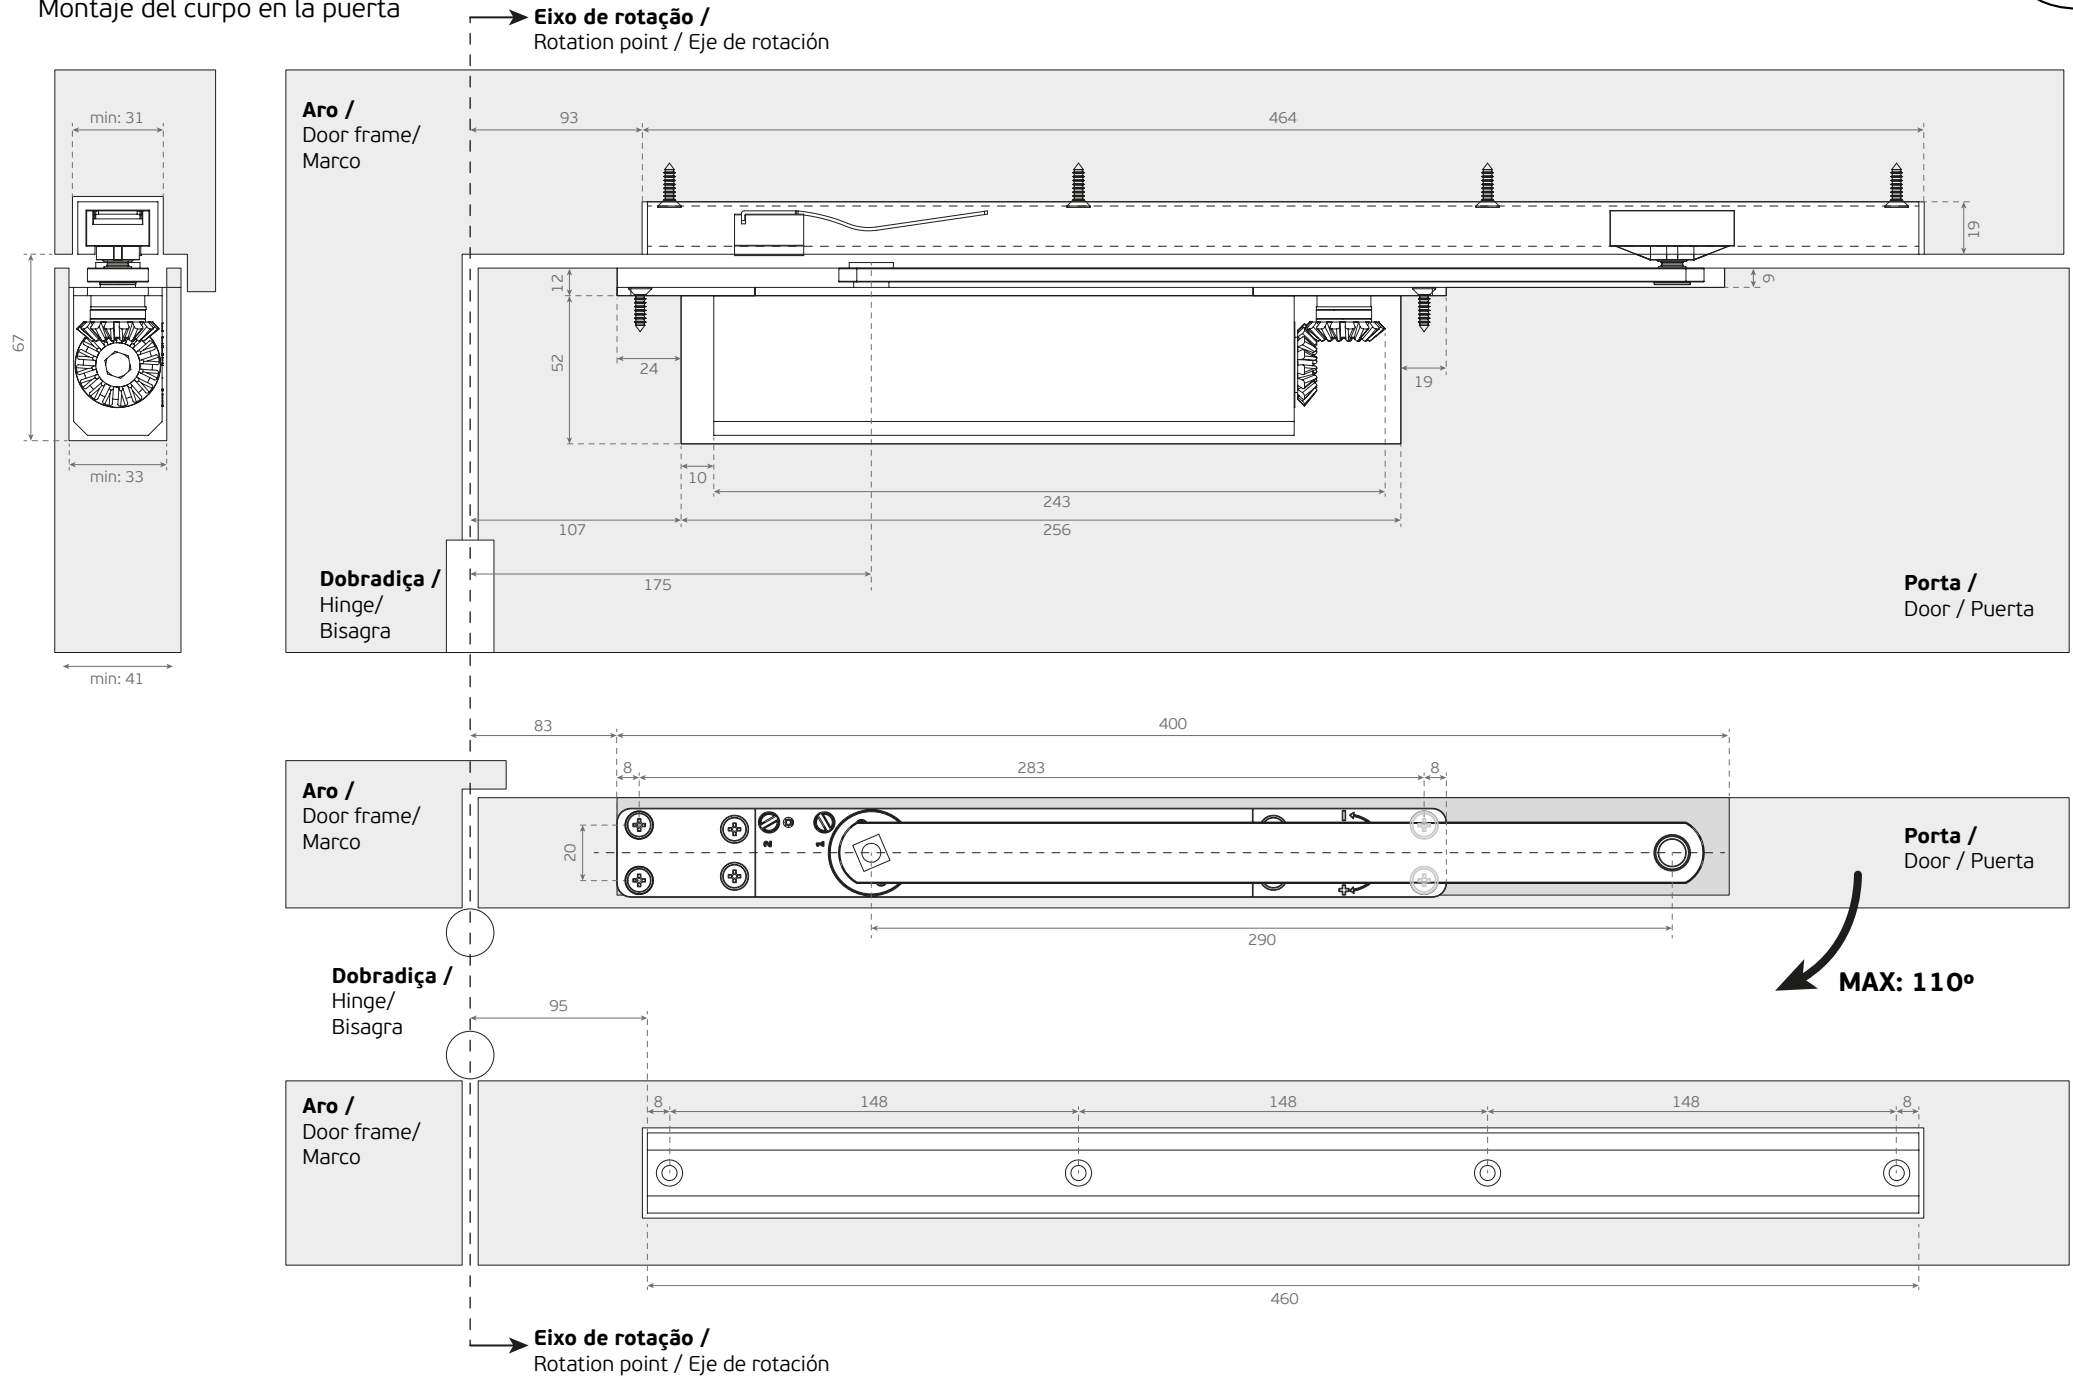 Montaje del curpo en la puerta
Eixo de rotação /
Rotation point / Eje de rotación
Aro /
Door frame/
Marco
min: 31
93
464
19
12
9
67
52
24
19
min: 33
10
243
107
256
175
Dobradiça /
Hinge/
Bisagra
Porta /
Door / Puerta
min: 41
83
400
8
283
8
Aro /
Door frame/
Marco
20
2
1
Porta /
Door / Puerta
290
MAX: 110º
Dobradiça /
Hinge/
Bisagra
95
Aro /
Door frame/
Marco
8
148
148
148
8
460
Eixo de rotação /
Rotation point / Eje de rotación